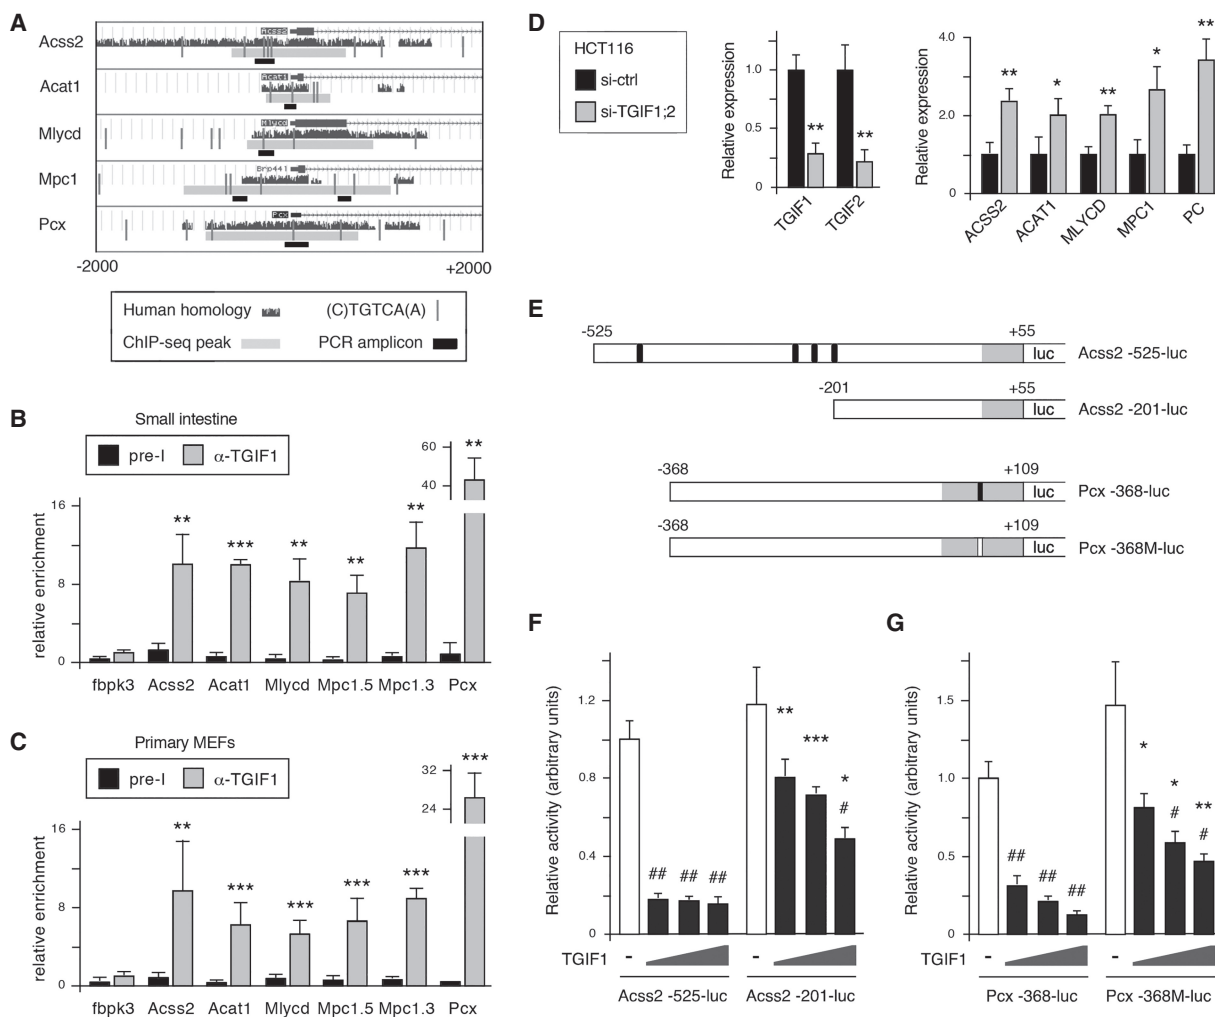 A
Acss2
Acss2
Acat1
Acat1
Mlycd
Mlycd
Mpc1
Brp44l
Pcx
Pcx
-2000
+2000
Human homology
(C)TGTCA(A)
ChIP-seq peak
PCR amplicon
B
Small intestine
pre-I
α-TGIF1
60
40
16
8
0
relative enrichment
**
***
**
**
**
**
fbpk3 Acss2 Acat1 Mlycd Mpc1.5 Mpc1.3 Pcx
C
Primary MEFs
pre-I
α-TGIF1
32
24
16
8
0
relative enrichment
**
***
***
***
***
***
fbpk3 Acss2 Acat1 Mlycd Mpc1.5 Mpc1.3 Pcx
D
HCT116
si-ctrl
si-TGIF1;2
Relative expression
1.0
0.5
0
**
**
TGIF1
TGIF2
Relative expression
4.0
2.0
0
**
*
**
*
**
ACSS2
ACAT1
MLYCD
MPC1
PC
E
-525
+55
luc
Acss2 -525-luc
-201
+55
luc
Acss2 -201-luc
-368
+109
luc
Pcx -368-luc
-368
+109
luc
Pcx -368M-luc
F
Relative activity (arbitrary units)
1.2
0.8
0.4
0
##
##
##
**
***
*
#
TGIF1
-
-
Acss2 -525-luc
Acss2 -201-luc
G
Relative activity (arbitrary units)
1.5
1.0
0.5
0
##
##
##
*
*
#
**
#
TGIF1
-
-
Pcx -368-luc
Pcx -368M-luc